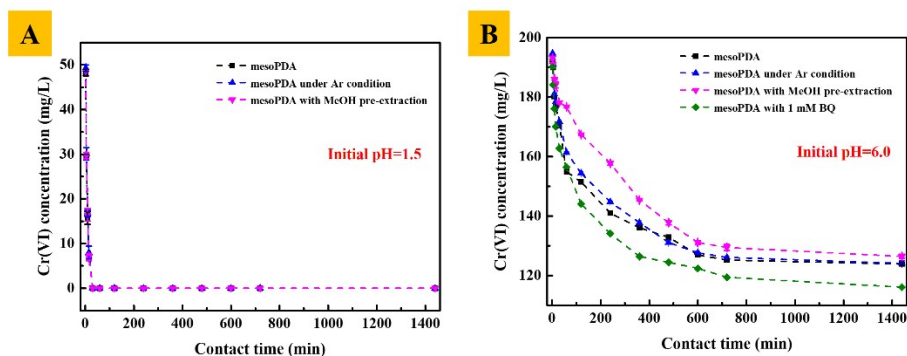 A
mesoPDA
mesoPDA under Ar condition
mesoPDA with MeOH pre-extraction
Initial pH=1.5
Cr(VI) concentration (mg/L)
50
40
30
20
10
0
0 200 400 600 800 1000 1200 1400
Contact time (min)
B
mesoPDA
mesoPDA under Ar condition
mesoPDA with MeOH pre-extraction
mesoPDA with 1 mM BQ
Initial pH=6.0
Cr(VI) concentration (mg/L)
200
180
160
140
120
0 200 400 600 800 1000 1200 1400
Contact time (min)